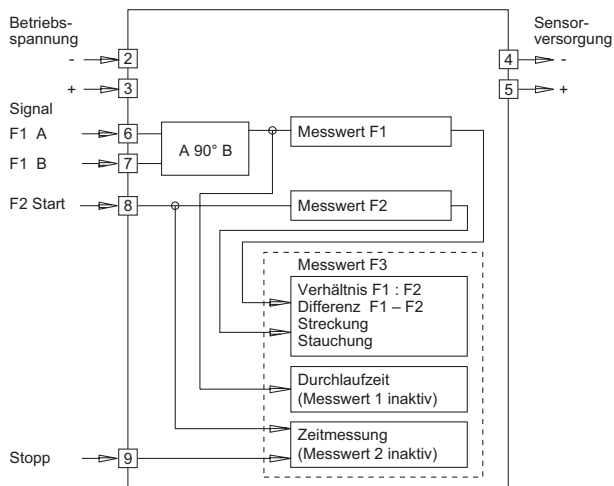 Betriebs-
spannung
Sensor-
versorgung
- 2
4 -
+ 3
5 +
Signal
F1 A 6
F1 B 7
A 90° B
Messwert F1
F2 Start 8
Messwert F2
Messwert F3
Verhältnis F1 : F2
Differenz F1 – F2
Streckung
Stauchung
Durchlaufzeit
(Messwert 1 inaktiv)
Zeitmessung
(Messwert 2 inaktiv)
Stopp 9